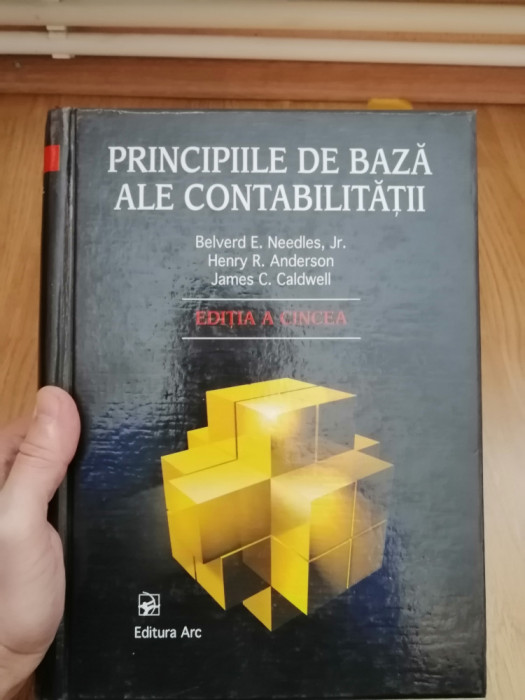 PRINCIPIILE DE BAZĂ
ALE CONTABILITĂȚII
Belverd E. Needles, Jr.
Henry R. Anderson
James C. Caldwell
EDIȚIA A CINCEA
Editura Arc